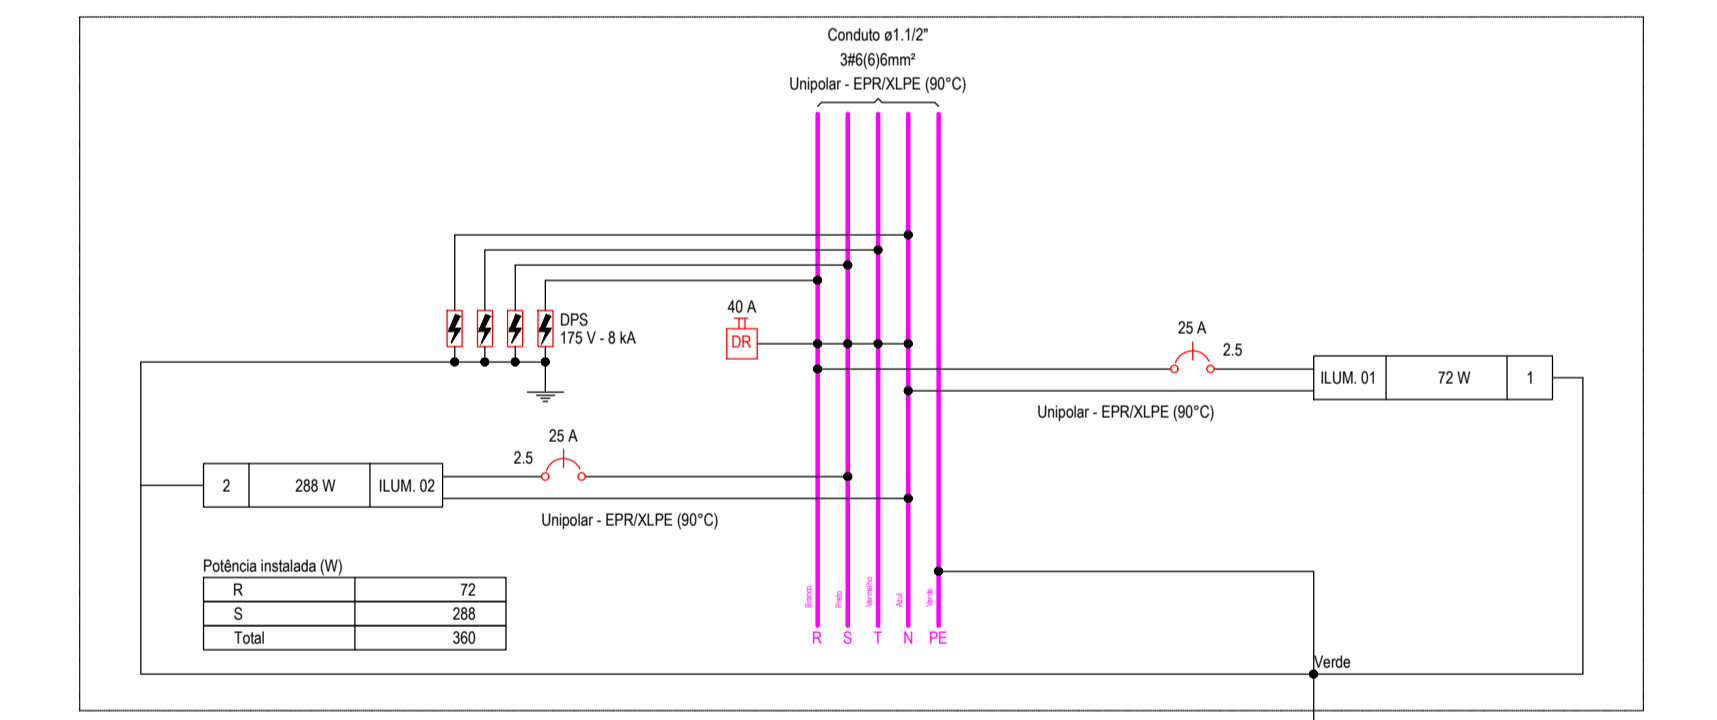 Conduto ø1.1/2"
3#6(6)6mm²
Unipolar - EPR/XLPE (90°C)
DPS
175 V - 8 kA
40 A
DR
25 A
2.5
ILUM. 01 72 W 1
Unipolar - EPR/XLPE (90°C)
25 A
2.5
2 288 W ILUM. 02
Unipolar - EPR/XLPE (90°C)
Potência instalada (W)
R 72
S 288
Total 360
Branco
Preto
Vermelho
Azul
Verde
R S T N PE
Verde